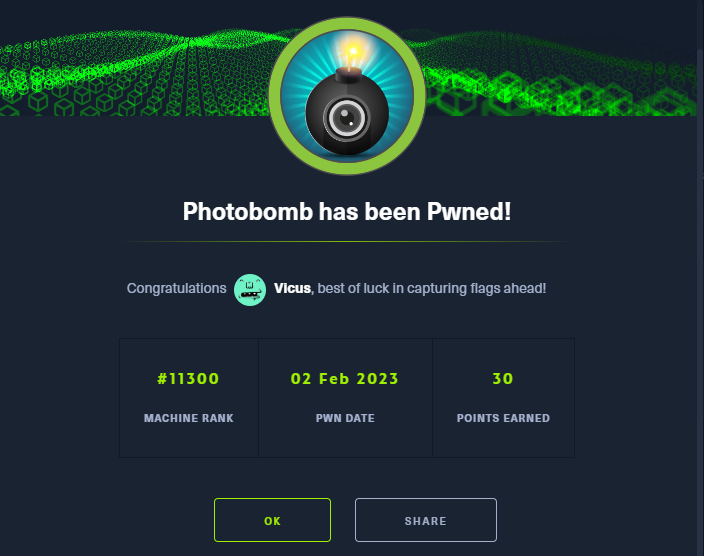 Photobomb has been Pwned!
Congratulations Vicus, best of luck in capturing flags ahead!
#11300 02 Feb 2023 30
MACHINE RANK PWN DATE POINTS EARNED
OK SHARE